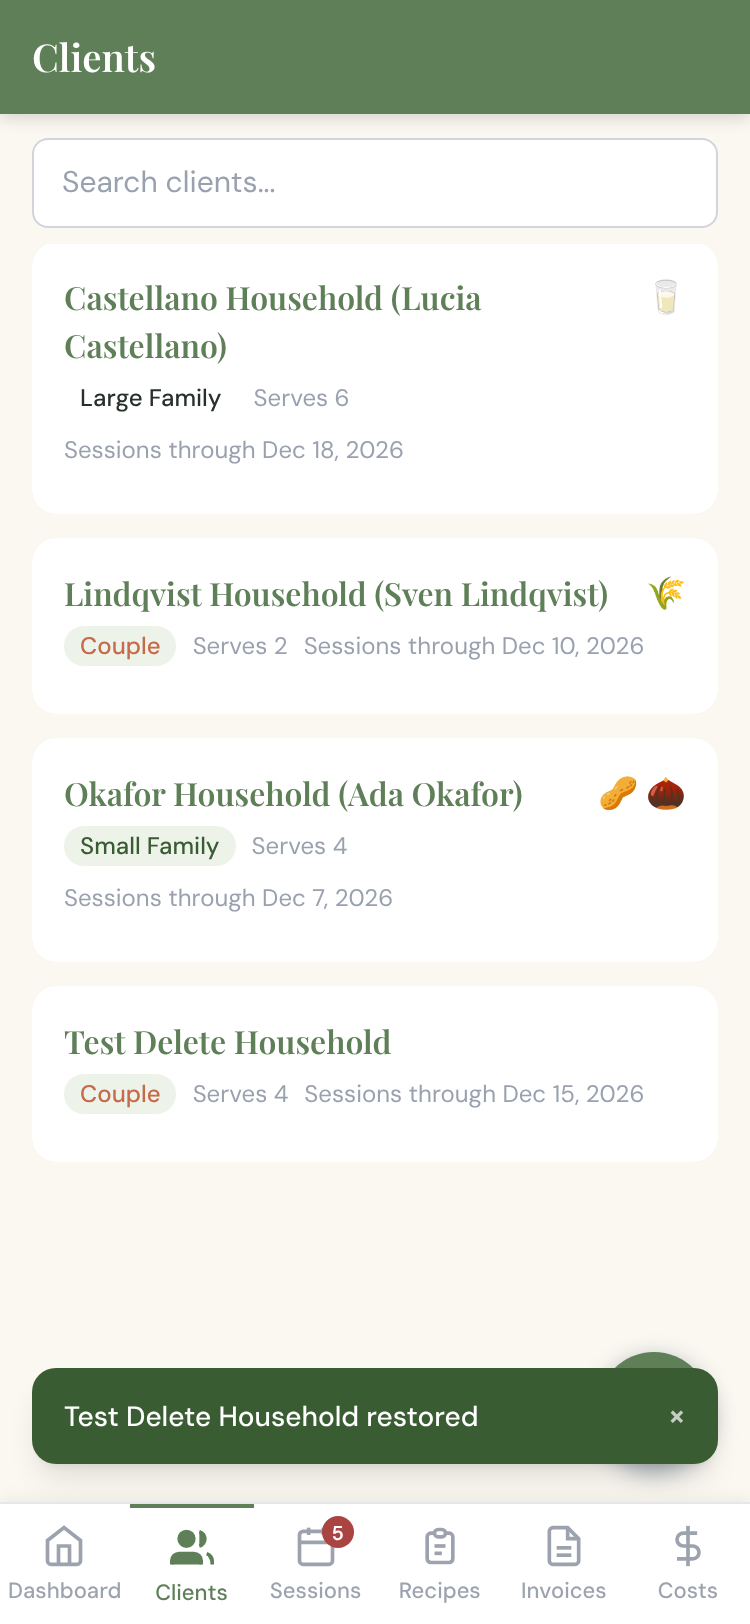 Clients
Search clients...
Castellano Household (Lucia
Castellano)
Large Family Serves 6
Sessions through Dec 18, 2026
Lindqvist Household (Sven Lindqvist)
Couple Serves 2 Sessions through Dec 10, 2026
Okafor Household (Ada Okafor)
Small Family Serves 4
Sessions through Dec 7, 2026
Test Delete Household
Couple Serves 4 Sessions through Dec 15, 2026
Test Delete Household restored ×
5
Dashboard Clients Sessions Recipes Invoices Costs